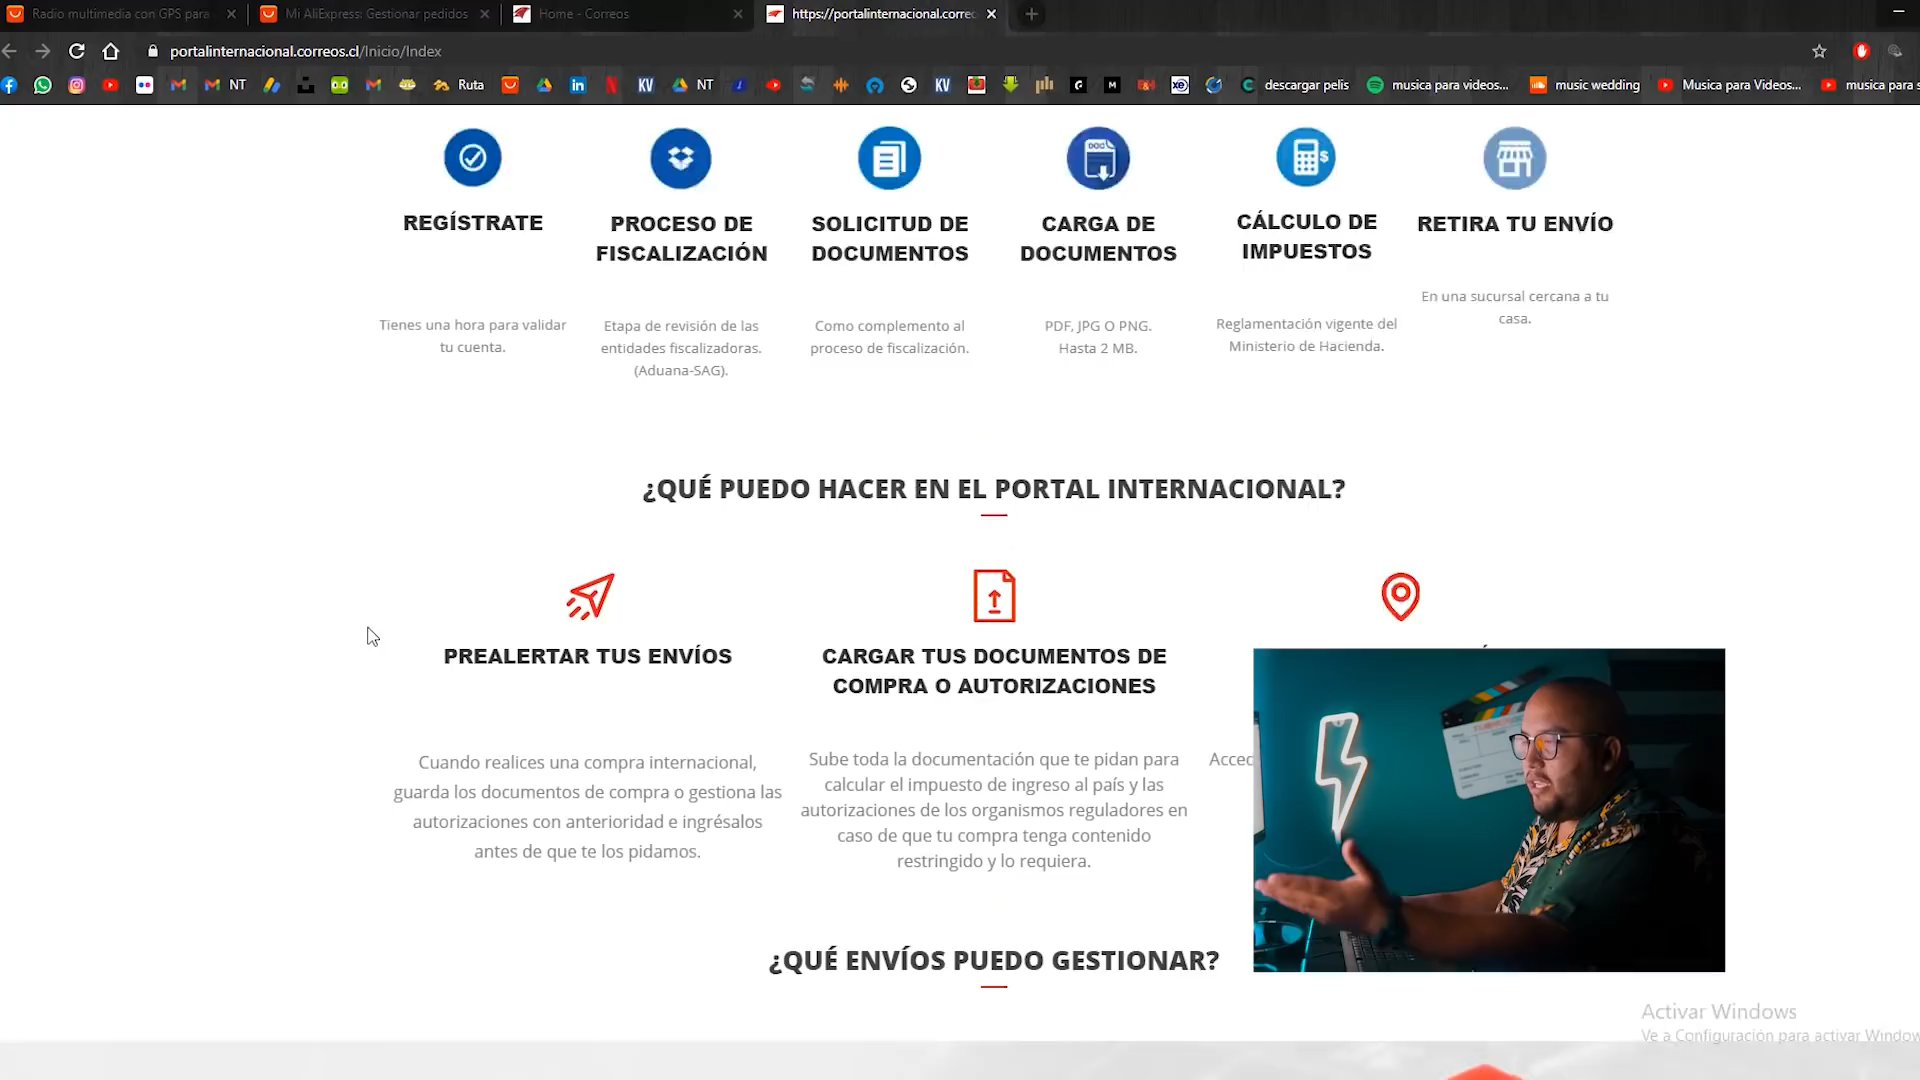 Radio multimedia con GPS para
Mi AliExpress: Gestionar pedidos
Home - Correos
https://portalinternacional.correo
portalinternacional.correos.cl/Inicio/Index
NT
Ruta
KV
NT
KV
descargar pelis
musica para videos...
music wedding
Musica para Videos...
musica para s
REGÍSTRATE
Tienes una hora para validar
tu cuenta.
PROCESO DE
FISCALIZACIÓN
Etapa de revisión de las
entidades fiscalizadoras.
(Aduana-SAG).
SOLICITUD DE
DOCUMENTOS
Como complemento al
proceso de fiscalización.
DOC
CARGA DE
DOCUMENTOS
PDF, JPG O PNG.
Hasta 2 MB.
$
CÁLCULO DE
IMPUESTOS
Reglamentación vigente del
Ministerio de Hacienda.
RETIRA TU ENVÍO
En una sucursal cercana a tu
casa.
¿QUÉ PUEDO HACER EN EL PORTAL INTERNACIONAL?
PREALERTAR TUS ENVÍOS
Cuando realices una compra internacional,
guarda los documentos de compra o gestiona las
autorizaciones con anterioridad e ingrésalos
antes de que te los pidamos.
CARGAR TUS DOCUMENTOS DE
COMPRA O AUTORIZACIONES
Sube toda la documentación que te pidan para
calcular el impuesto de ingreso al país y las
autorizaciones de los organismos reguladores en
caso de que tu compra tenga contenido
restringido y lo requiera.
Acced
¿QUÉ ENVÍOS PUEDO GESTIONAR?
Activar Windows
Ve a Configuración para activar Window